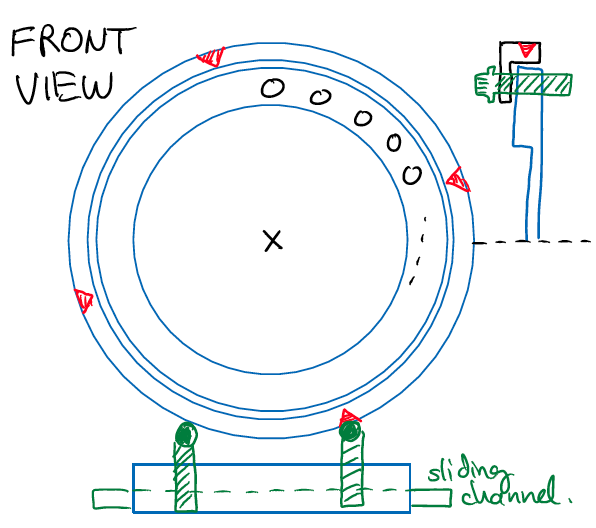 FRONT
VIEW
X
sliding
channel.